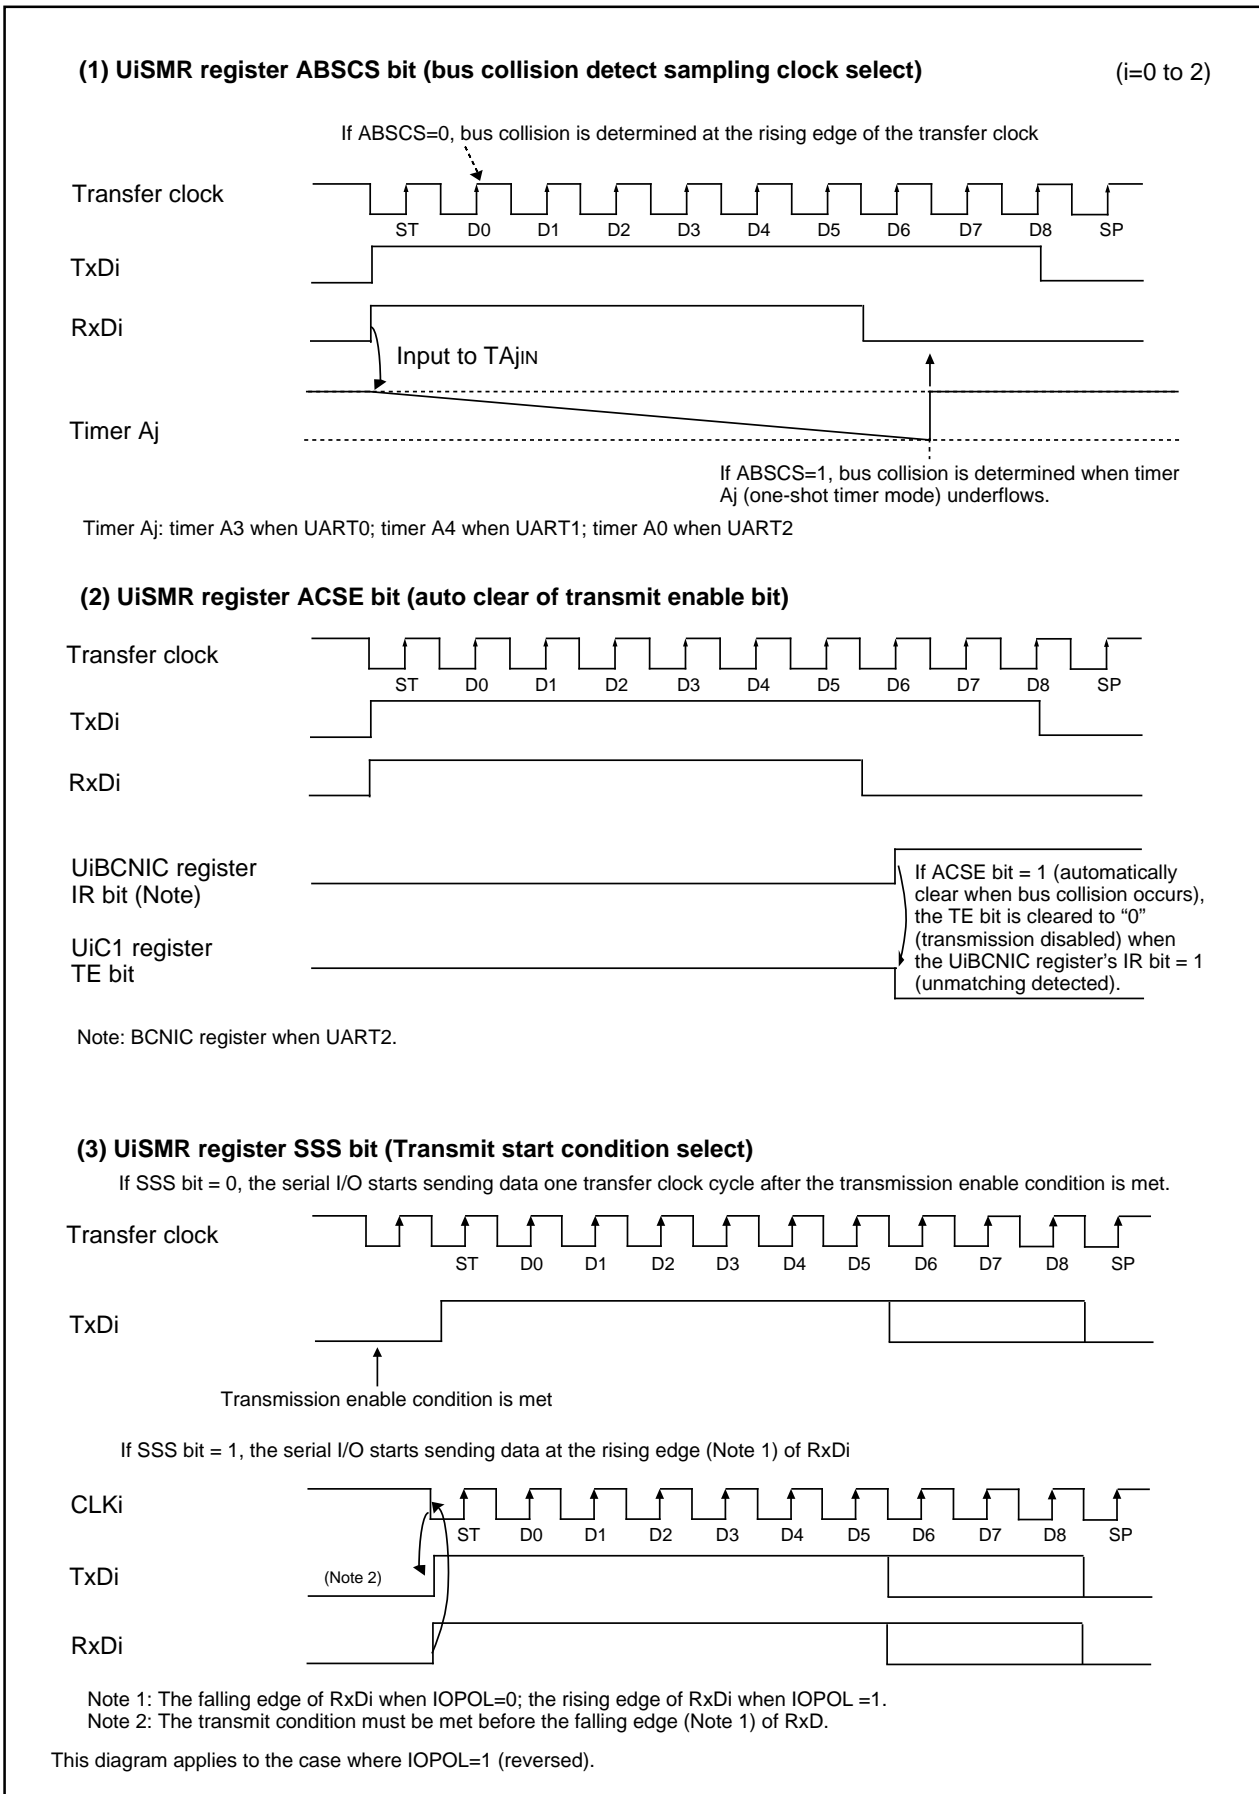 (1) UiSMR register ABSCS bit (bus collision detect sampling clock select) (i=0 to 2)
If ABSCS=0, bus collision is determined at the rising edge of the transfer clock
Transfer clock
ST D0 D1 D2 D3 D4 D5 D6 D7 D8 SP
TxDi
RxDi
Input to TAjIN
Timer Aj
If ABSCS=1, bus collision is determined when timer
Aj (one-shot timer mode) underflows.
Timer Aj: timer A3 when UART0; timer A4 when UART1; timer A0 when UART2
(2) UiSMR register ACSE bit (auto clear of transmit enable bit)
Transfer clock
ST D0 D1 D2 D3 D4 D5 D6 D7 D8 SP
TxDi
RxDi
UiBCNIC register
IR bit (Note)
If ACSE bit = 1 (automatically
clear when bus collision occurs),
the TE bit is cleared to “0”
(transmission disabled) when
the UiBCNIC register’s IR bit = 1
(unmatching detected).
UiC1 register
TE bit
Note: BCNIC register when UART2.
(3) UiSMR register SSS bit (Transmit start condition select)
If SSS bit = 0, the serial I/O starts sending data one transfer clock cycle after the transmission enable condition is met.
Transfer clock
ST D0 D1 D2 D3 D4 D5 D6 D7 D8 SP
TxDi
Transmission enable condition is met
If SSS bit = 1, the serial I/O starts sending data at the rising edge (Note 1) of RxDi
CLKi
ST D0 D1 D2 D3 D4 D5 D6 D7 D8 SP
TxDi
(Note 2)
RxDi
Note 1: The falling edge of RxDi when IOPOL=0; the rising edge of RxDi when IOPOL =1.
Note 2: The transmit condition must be met before the falling edge (Note 1) of RxD.
This diagram applies to the case where IOPOL=1 (reversed).